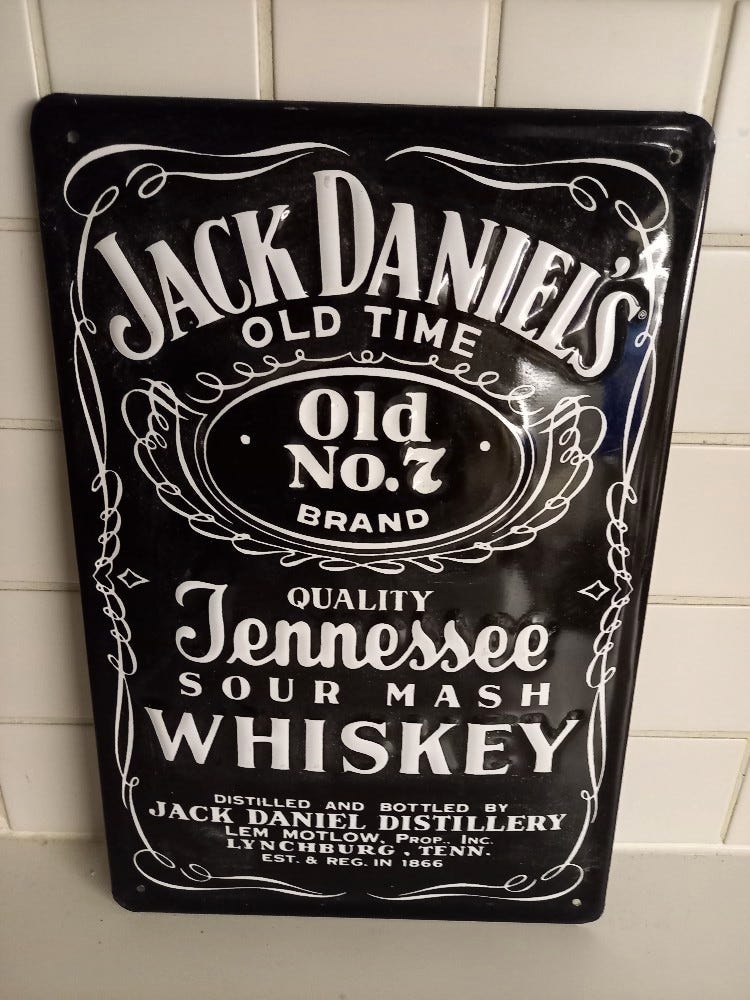 JACK DANIEL'S®
OLD TIME
Old
No.7
BRAND
QUALITY
Tennessee
SOUR MASH
WHISKEY
DISTILLED AND BOTTLED BY
JACK DANIEL DISTILLERY
LEM MOTLOW, PROP., INC.
LYNCHBURG, TENN.
EST. & REG. IN 1866